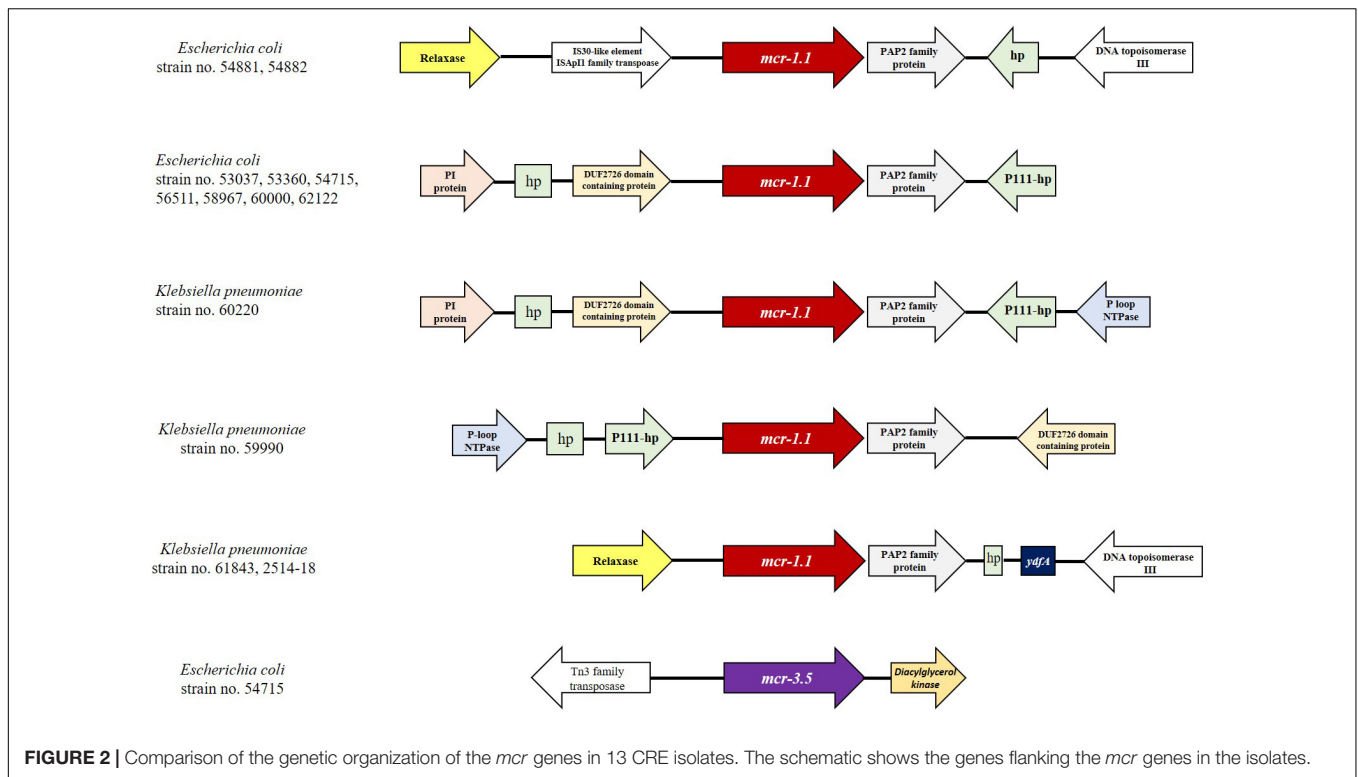 Escherichia coli
strain no. 54881, 54882
Relaxase
IS30-like element
ISApI1 family transpoase
mcr-1.1
PAP2 family
protein
hp
DNA topoisomerase
III
Escherichia coli
strain no. 53037, 53360, 54715,
56511, 58967, 60000, 62122
PI
protein
hp
DUF2726 domain
containing protein
mcr-1.1
PAP2 family
protein
P111-hp
Klebsiella pneumoniae
strain no. 60220
PI
protein
hp
DUF2726 domain
containing protein
mcr-1.1
PAP2 family
protein
P111-hp
P loop
NTPase
Klebsiella pneumoniae
strain no. 59990
P-loop
NTPase
hp
P111-hp
mcr-1.1
PAP2 family
protein
DUF2726 domain
containing protein
Klebsiella pneumoniae
strain no. 61843, 2514-18
Relaxase
mcr-1.1
PAP2 family
protein
hp
ydfA
DNA topoisomerase
III
Escherichia coli
strain no. 54715
Tn3 family
transposase
mcr-3.5
Diacylglycerol
kinase
FIGURE 2 | Comparison of the genetic organization of the mcr genes in 13 CRE isolates. The schematic shows the genes flanking the mcr genes in the isolates.